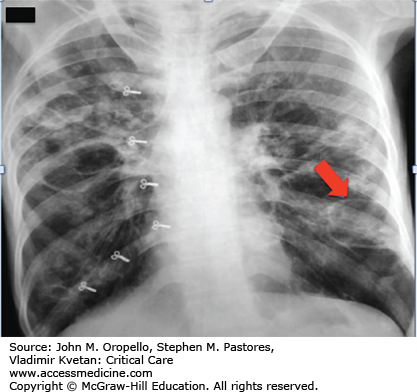 Source: John M. Oropello, Stephen M. Pastores,
Vladimir Kvetan: Critical Care
www.accessmedicine.com
Copyright © McGraw-Hill Education. All rights reserved.